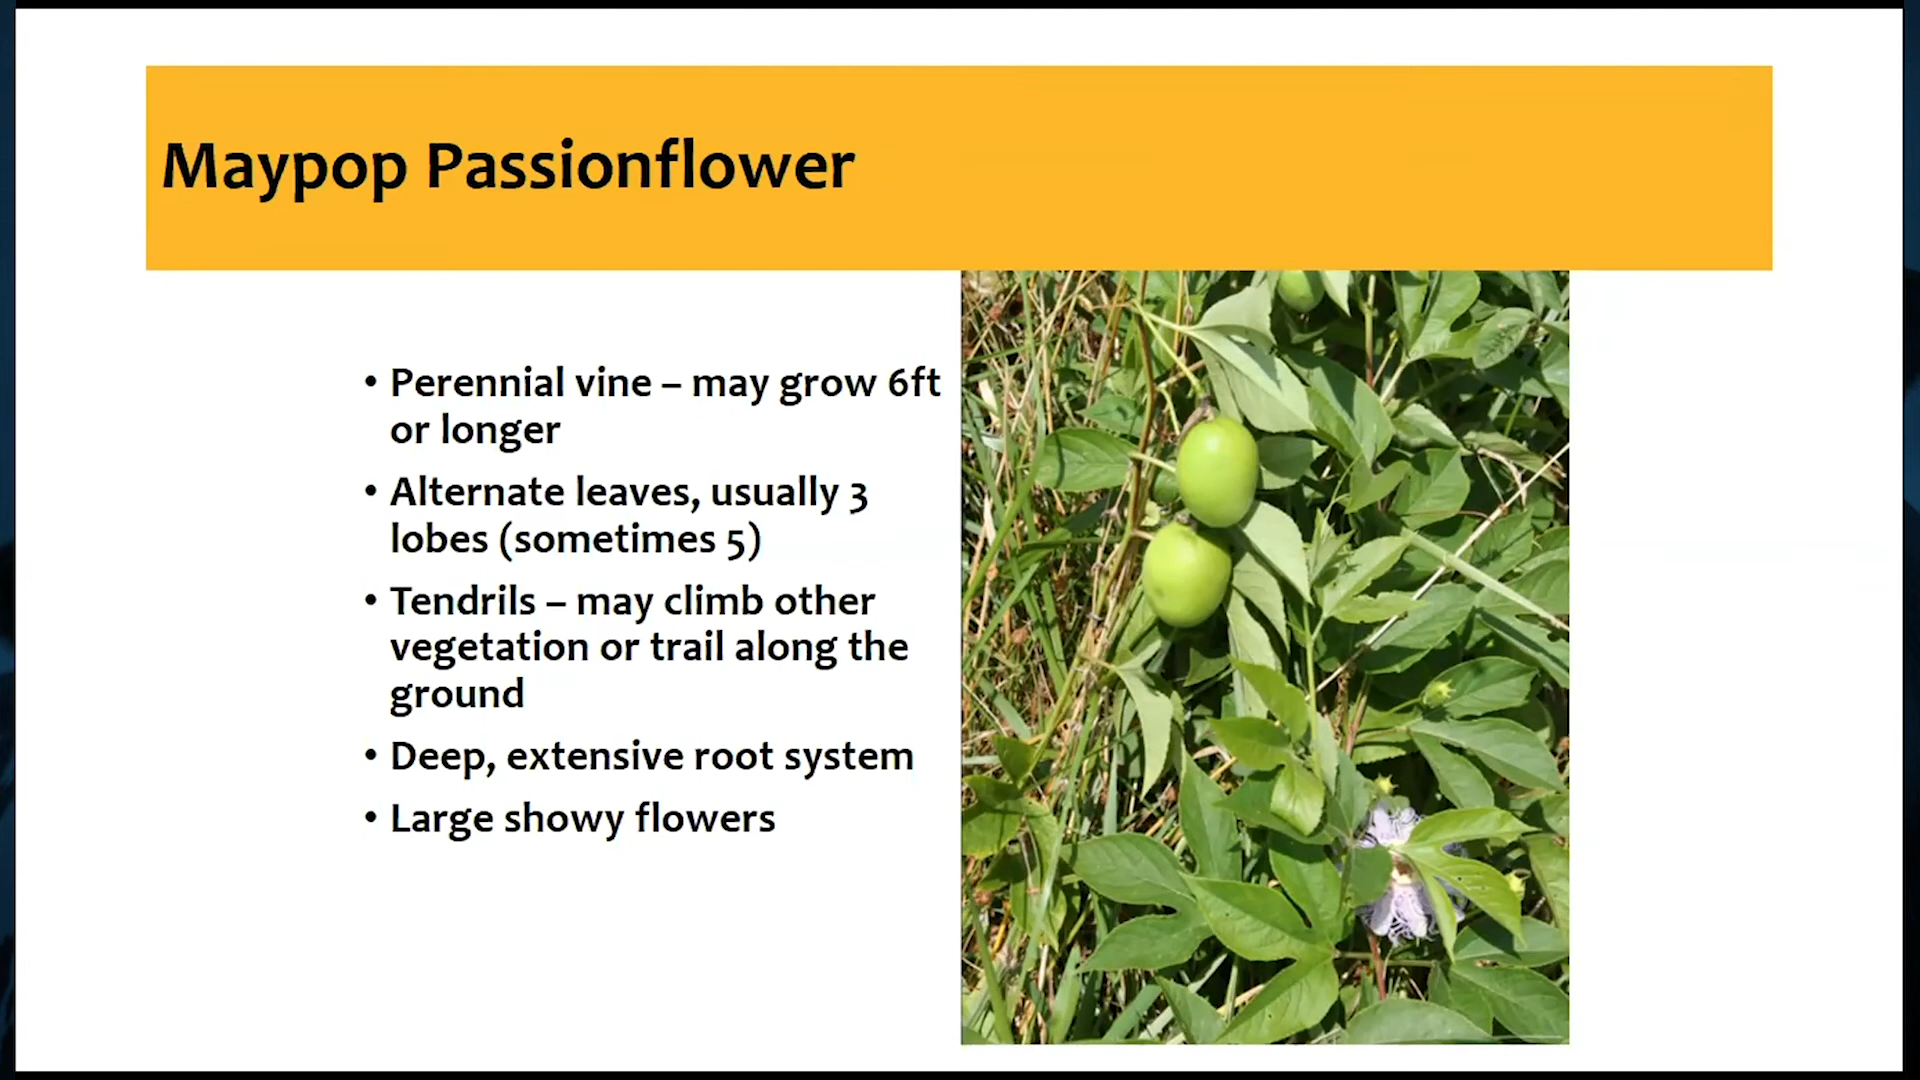 Maypop Passionflower
• Perennial vine – may grow 6ft
or longer
• Alternate leaves, usually 3
lobes (sometimes 5)
• Tendrils – may climb other
vegetation or trail along the
ground
• Deep, extensive root system
• Large showy flowers